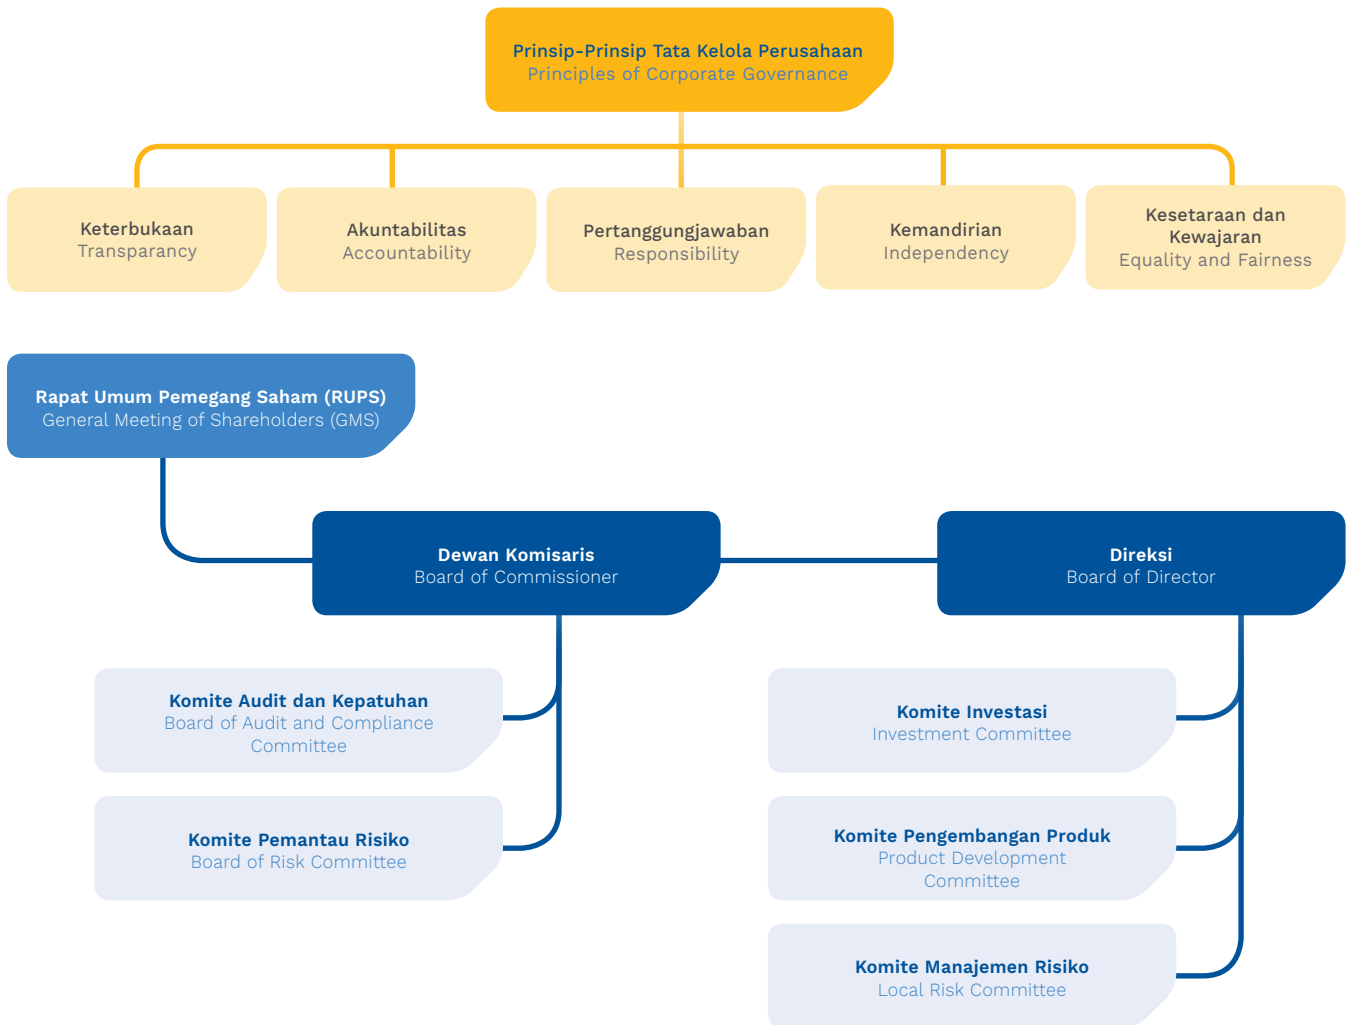 Prinsip-Prinsip Tata Kelola Perusahaan
Principles of Corporate Governance
Keterbukaan
Transparancy
Akuntabilitas
Accountability
Pertanggungjawaban
Responsibility
Kemandirian
Independency
Kesetaraan dan
Kewajaran
Equality and Fairness
Rapat Umum Pemegang Saham (RUPS)
General Meeting of Shareholders (GMS)
Dewan Komisaris
Board of Commissioner
Direksi
Board of Director
Komite Audit dan Kepatuhan
Board of Audit and Compliance
Committee
Komite Pemantau Risiko
Board of Risk Committee
Komite Investasi
Investment Committee
Komite Pengembangan Produk
Product Development
Committee
Komite Manajemen Risiko
Local Risk Committee